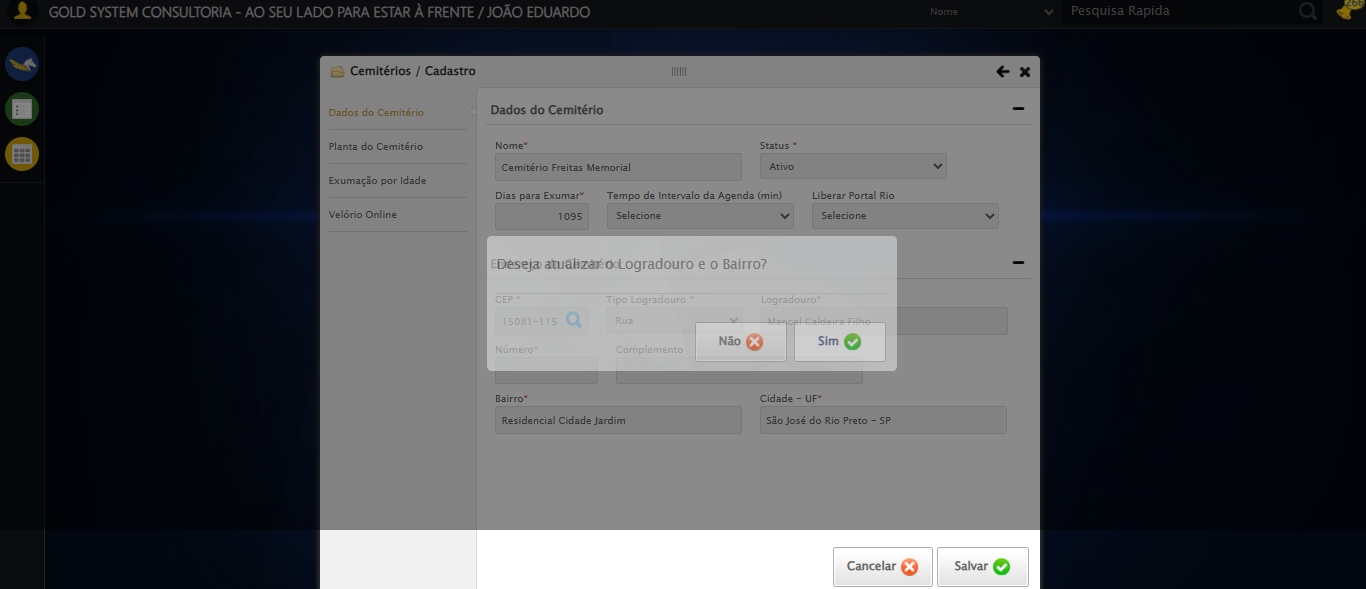 GOLD SYSTEM CONSULTORIA - AO SEU LADO PARA ESTAR À FRENTE / JOÃO EDUARDO
Nome
Pesquisa Rapida
266
Cemitérios / Cadastro
Dados do Cemitério
Planta do Cemitério
Exumação por Idade
Velório Online
Dados do Cemitério
Nome*
Status *
Cemitério Freitas Memorial
Ativo
Dias para Exumar*
Tempo de Intervalo da Agenda (min)
Liberar Portal Rio
1095
Selecione
Selecione
Endereço do Cemitério
Deseja atualizar o Logradouro e o Bairro?
CEP *
Tipo Logradouro *
Logradouro*
15081-115
Rua
Manoel Caldeira Filho
Não
Sim
Número*
Complemento
Bairro*
Cidade - UF*
Residencial Cidade Jardim
São José do Rio Preto - SP
Cancelar
Salvar